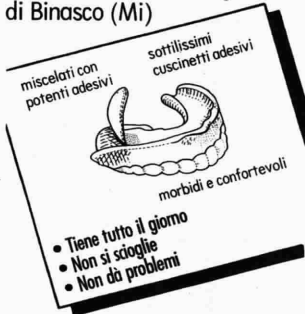 di Binasco (Mi)
miscelati con
potenti adesivi
sottilissimi
cuscinetti adesivi
morbidi e confortevoli
• Tiene tutto il giorno
• Non si scioglie
• Non dà problemi